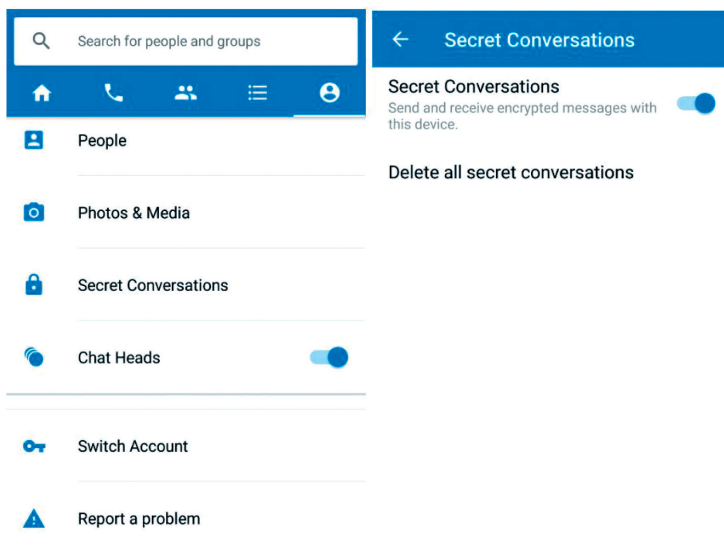 Search for people and groups
People
Photos & Media
Secret Conversations
Chat Heads
Switch Account
Report a problem
Secret Conversations
Secret Conversations
Send and receive encrypted messages with
this device.
Delete all secret conversations